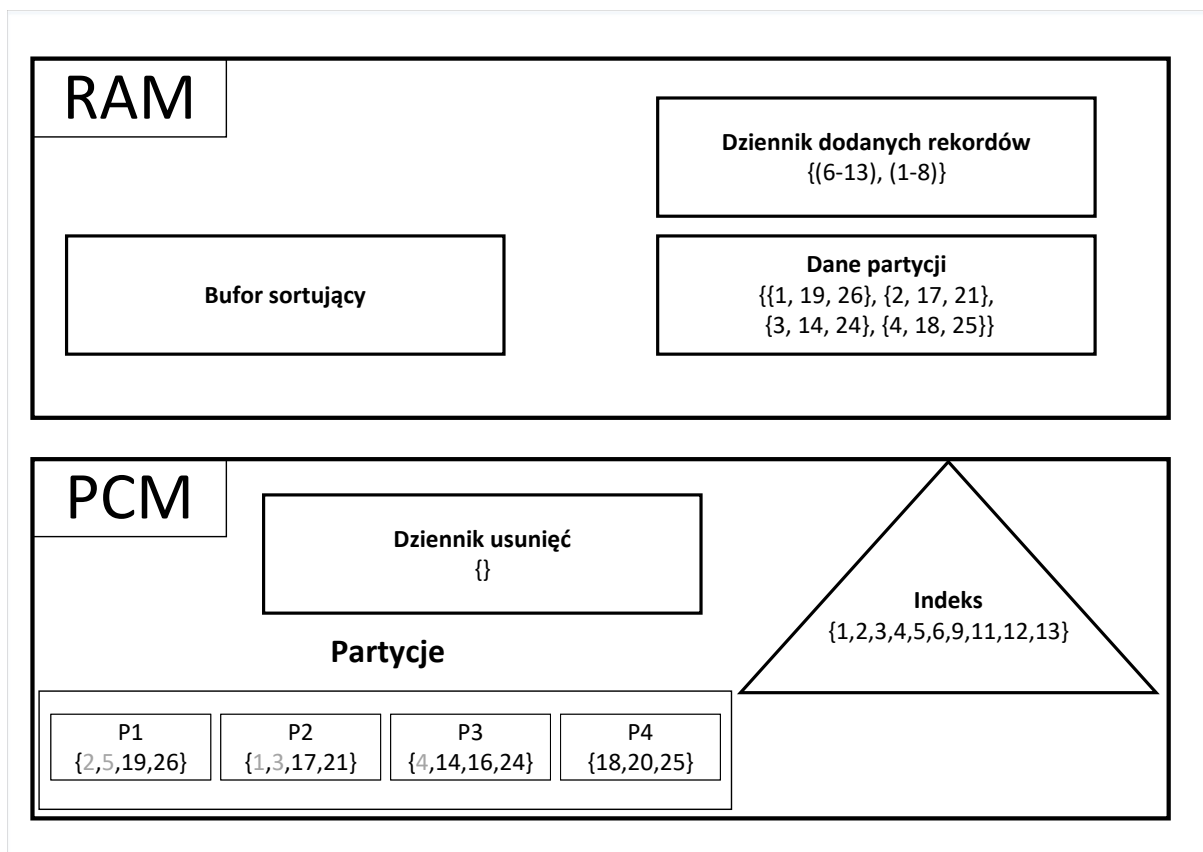 RAM
Dziennik dodanych rekordów
{(6-13), (1-8)}
Bufor sortujący
Dane partycji
{{1, 19, 26}, {2, 17, 21},
{3, 14, 24}, {4, 18, 25}}
PCM
Dziennik usunięć
{}
Indeks
{1,2,3,4,5,6,9,11,12,13}
Partycje
P1
{2,5,19,26}
P2
{1,3,17,21}
P3
{4,14,16,24}
P4
{18,20,25}